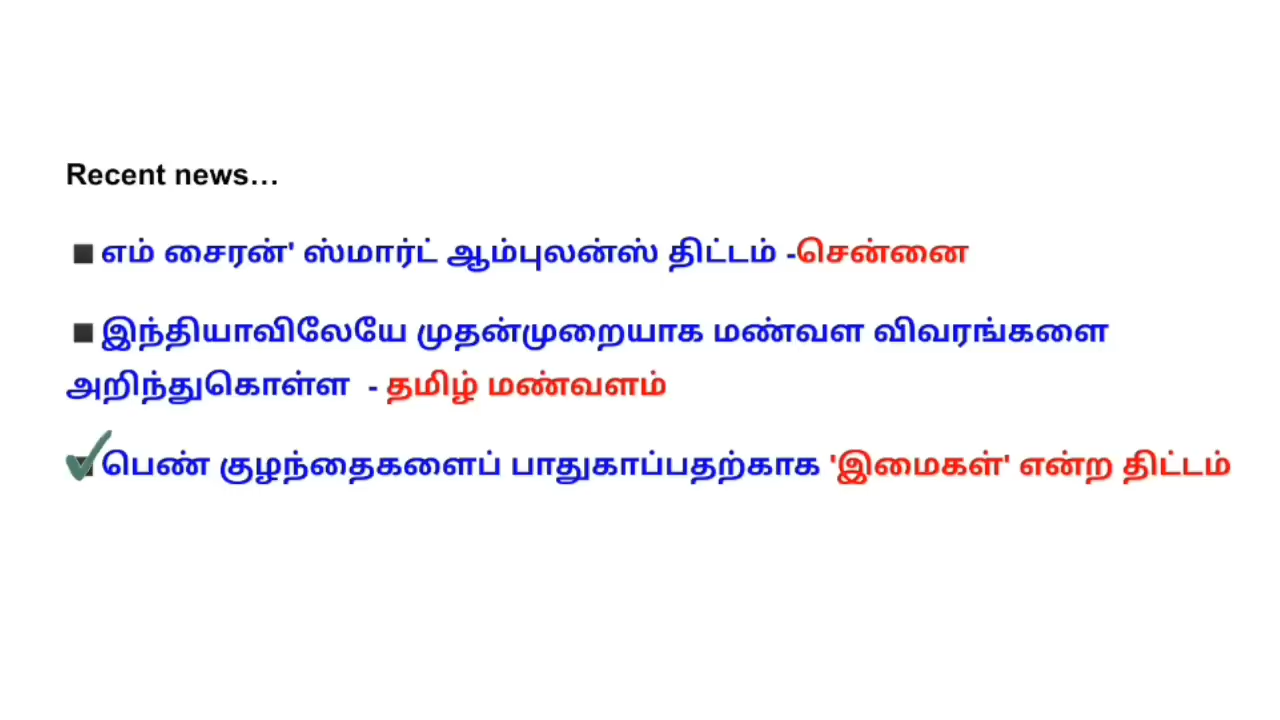 Recent news…
▪எம் சைரன்' ஸ்மார்ட் ஆம்புலன்ஸ் திட்டம் -சென்னை
▪இந்தியாவிலேயே முதன்முறையாக மண்வள விவரங்களை
அறிந்துகொள்ள - தமிழ் மண்வளம்
✔பெண் குழந்தைகளைப் பாதுகாப்பதற்காக 'இமைகள்' என்ற திட்டம்